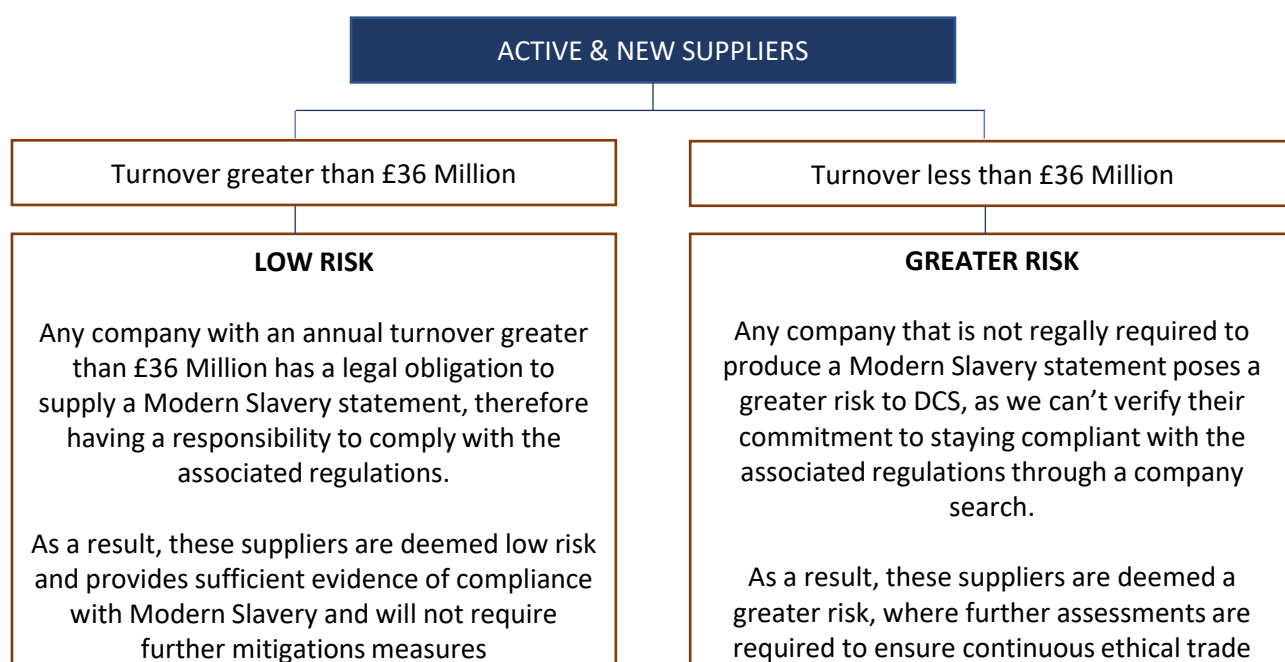 ACTIVE & NEW SUPPLIERS
Turnover greater than £36 Million
Turnover less than £36 Million
LOW RISK
Any company with an annual turnover greater
than £36 Million has a legal obligation to
supply a Modern Slavery statement, therefore
having a responsibility to comply with the
associated regulations.
As a result, these suppliers are deemed low risk
and provides sufficient evidence of compliance
with Modern Slavery and will not require
further mitigations measures
GREATER RISK
Any company that is not regally required to
produce a Modern Slavery statement poses a
greater risk to DCS, as we can’t verify their
commitment to staying compliant with the
associated regulations through a company
search.
As a result, these suppliers are deemed a
greater risk, where further assessments are
required to ensure continuous ethical trade